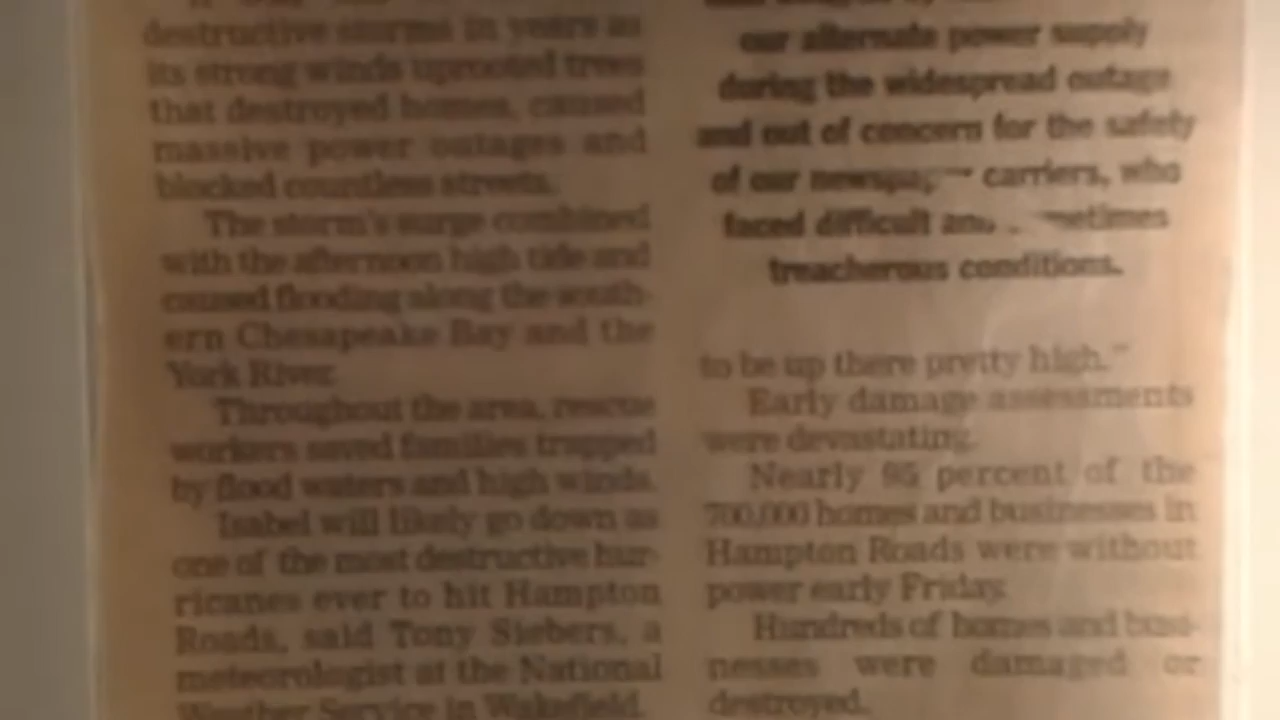 destructive storms in years as
its strong winds uprooted trees
that destroyed homes, caused
massive power outages and
blocked countless streets.
The storm's surge combined
with the afternoon high tide and
caused flooding along the south-
ern Chesapeake Bay and the
York River.
Throughout the area, rescue
workers saved families trapped
by flood waters and high winds.
Isabel will likely go down as
one of the most destructive hur-
ricanes ever to hit Hampton
Roads, said Tony Siebers, a
meteorologist at the National
Weather Service in Wakefield.
our alternate power supply
during the widespread outage
and out of concern for the safety
of our carriers, who
faced difficult
treacherous conditions.
to be up there pretty high."
Early damage assessments
were devastating.
Nearly 95 percent of the
700,000 homes and businesses in
Hampton Roads were without
power early Friday.
Hundreds of homes and busi-
nesses were damaged or
destroyed.